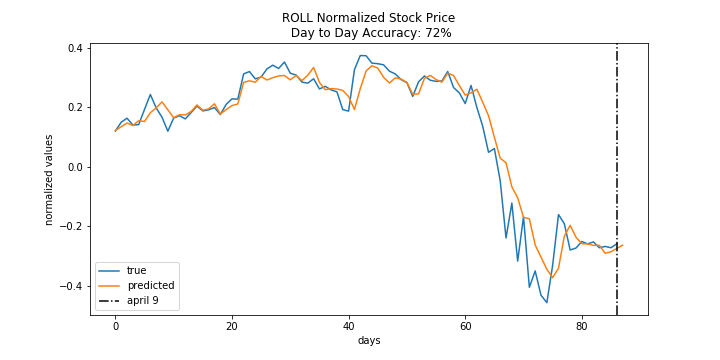 ROLL Normalized Stock Price
Day to Day Accuracy: 72%
normalized values
0.4
0.2
0.0
−0.2
−0.4
true
predicted
april 9
0
20
40
60
80
days